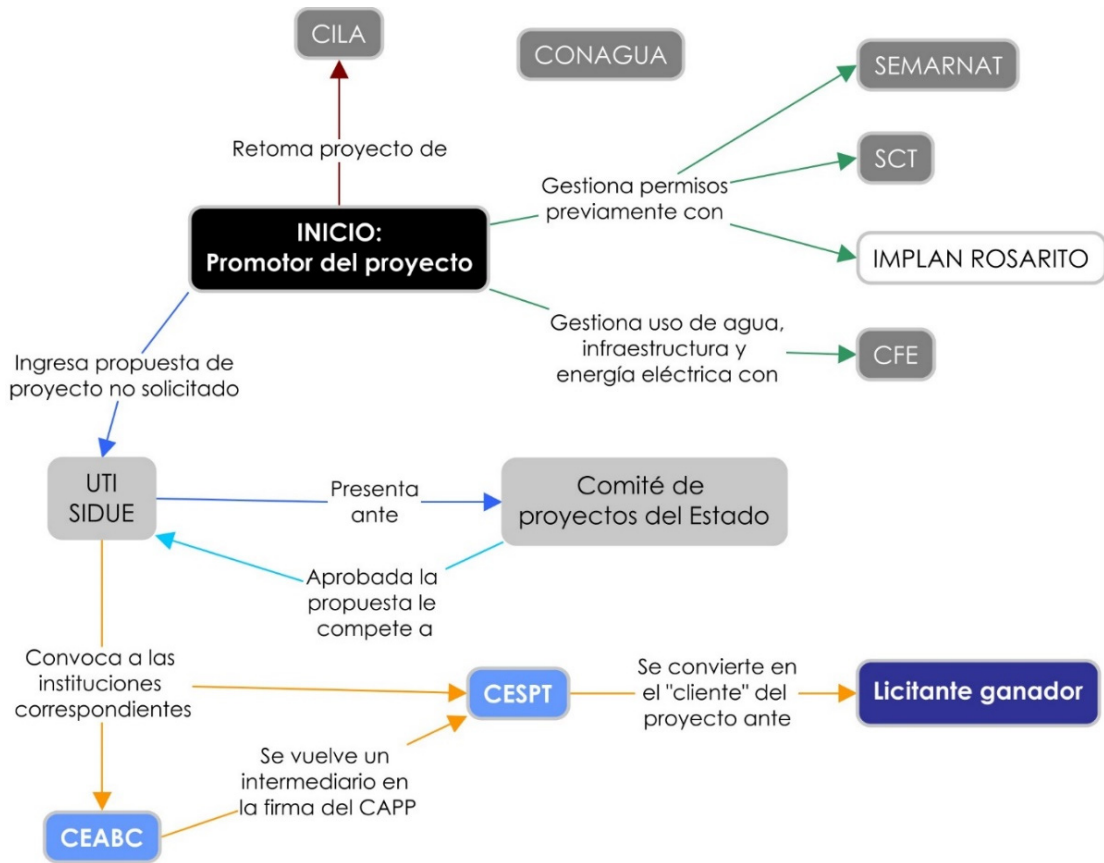 CILA
CONAGUA
SEMARNAT
Retoma proyecto de
SCT
Gestiona permisos
previamente con
INICIO:
Promotor del proyecto
IMPLAN ROSARITO
Gestiona uso de agua,
infraestructura y
energía eléctrica con
CFE
Ingresa propuesta de
proyecto no solicitado
UTI
SIDUE
Presenta
ante
Comité de
proyectos del Estado
Aprobada la
propuesta le
compete a
Convoca a las
instituciones
correspondientes
CESPT
Se convierte en
el "cliente" del
proyecto ante
Licitante ganador
Se vuelve un
intermediario en
la firma del CAPP
CEABC